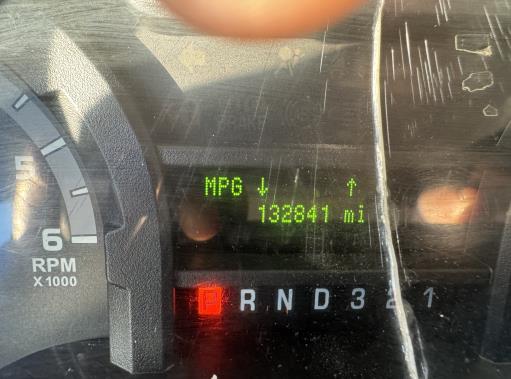 MPG ↓ ↑
132841 mi
5
6
RPM
X1000
P R N D 3 2 1